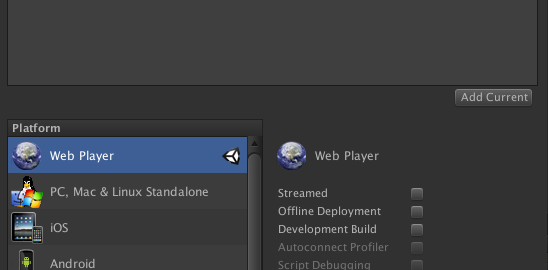 Add Current
Platform
Web Player
PC, Mac & Linux Standalone
iOS
Android
Web Player
Streamed
Offline Deployment
Development Build
Autoconnect Profiler
Script Debugging